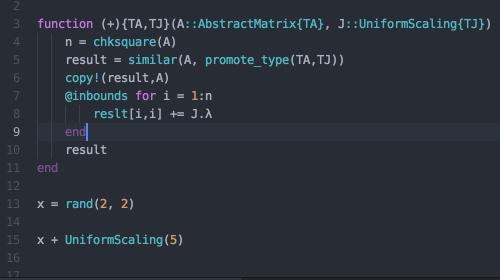 2
3 function (+){TA,TJ}(A::AbstractMatrix{TA}, J::UniformScaling{TJ})
4 n = chksquare(A)
5 result = similar(A, promote_type(TA,TJ))
6 copy!(result,A)
7 @inbounds for i = 1:n
8 reslt[i,i] += J.λ
9 end
10 result
11 end
12
13 x = rand(2, 2)
14
15 x + UniformScaling(5)
16
17